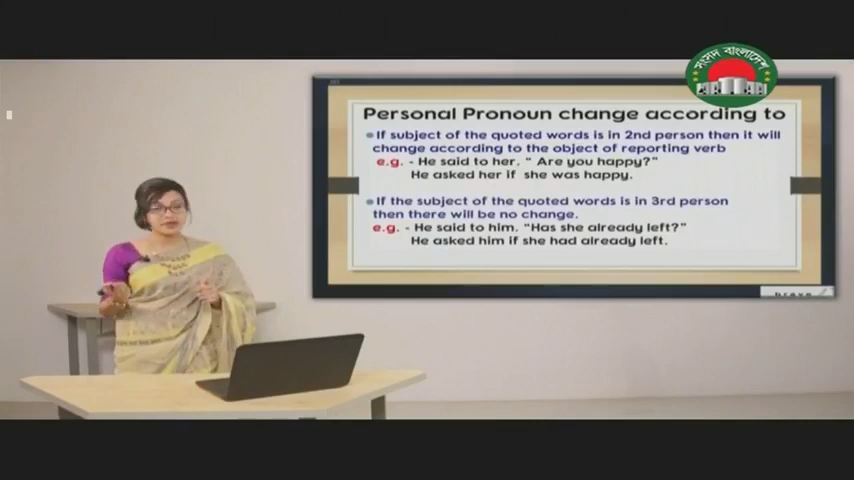 সংসদ বাংলাদেশ
Personal Pronoun change according to
If subject of the quoted words is in 2nd person then it will
change according to the object of reporting verb
e.g. - He said to her. " Are you happy?"
He asked her if she was happy.
If the subject of the quoted words is in 3rd person
then there will be no change.
e.g. - He said to him. "Has she already left?"
He asked him if she had already left.